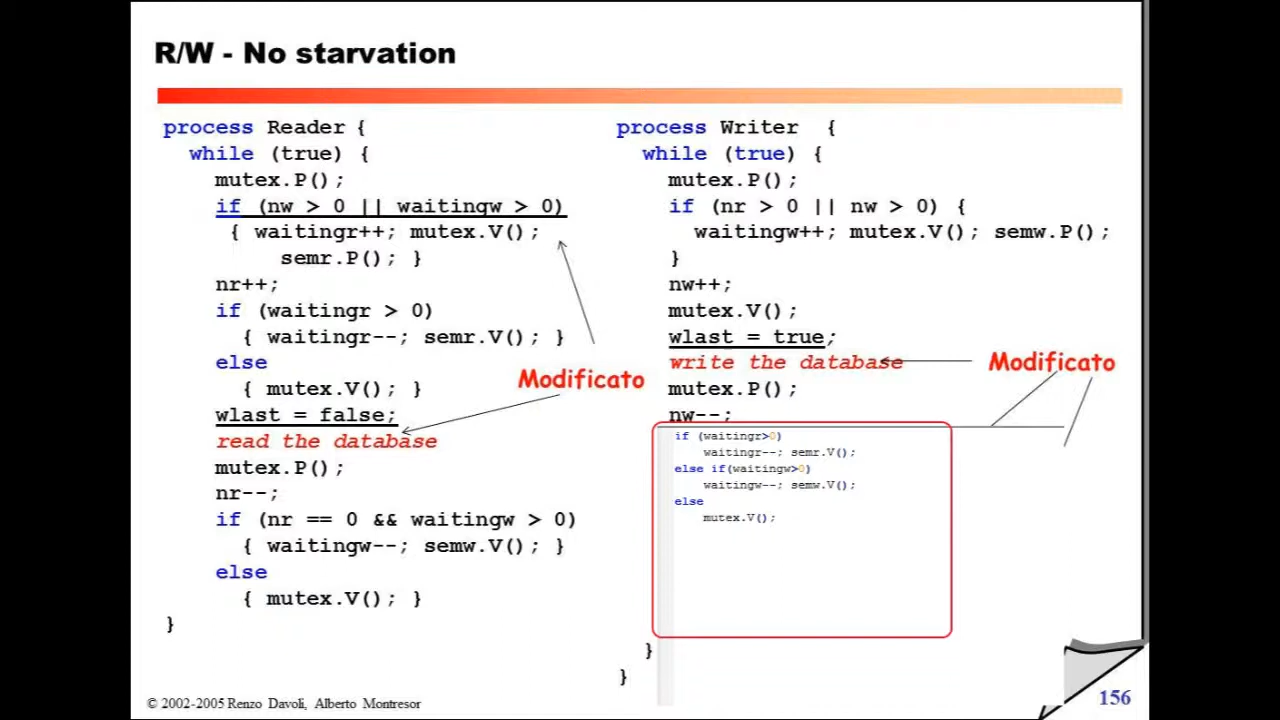 R/W - No starvation
process Reader {
while (true) {
mutex.P();
if (nw > 0 || waitingw > 0)
{ waitingr++; mutex.V();
semr.P(); }
nr++;
if (waitingr > 0)
{ waitingr--; semr.V(); }
else
{ mutex.V(); }
wlast = false;
read the database
mutex.P();
nr--;
if (nr == 0 && waitingw > 0)
{ waitingw--; semw.V(); }
else
{ mutex.V(); }
}
Modificato
process Writer {
while (true) {
mutex.P();
if (nr > 0 || nw > 0) {
waitingw++; mutex.V(); semw.P();
}
nw++;
mutex.V();
wlast = true;
write the database
mutex.P();
nw--;
if (waitingr>0)
waitingr--; semr.V();
else if(waitingw>0)
waitingw--; semw.V();
else
mutex.V();
}
}
Modificato
© 2002-2005 Renzo Davoli, Alberto Montresor
156